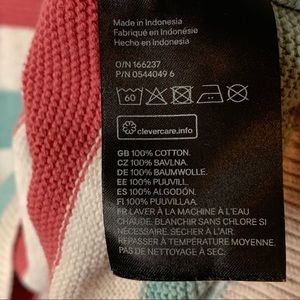 Made in Indonesia
Fabriqué en Indonésie
Hecho en Indonesia
O/N 166237
P/N 0544049 6
60
clevercare.info
GB 100% COTTON.
CZ 100% SAVLNA.
DE 100% BAUMWOLLE.
EE 100% PUUVILL.
ES 100% ALGODÓN.
FI 100% PUUVILLAA.
FR LAVER À LA MACHINE À L'EAU
CHAUDE. BLANCHIR SANS CHLORE SI
NÉCESSAIRE. SÉCHER À L'AIR.
REPASSER À TEMPÉRATURE MOYENNE.
PAS DE NETTOYAGE À SEC.